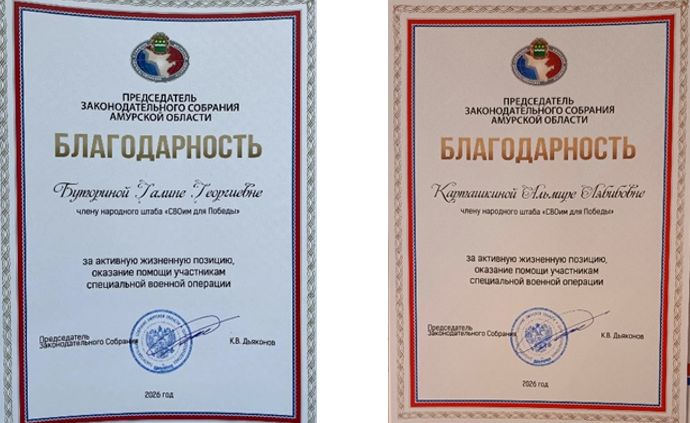 ПРЕДСЕДАТЕЛЬ
ЗАКОНОДАТЕЛЬНОГО СОБРАНИЯ
АМУРСКОЙ ОБЛАСТИ
БЛАГОДАРНОСТЬ
Буториной Галине Георгиевне
члену народного штаба «СВОим для Победы»
за активную жизненную позицию,
оказание помощи участникам
специальной военной операции
Председатель
Законодательного Собрания
К.В. Дьяконов
2026 год
ПРЕДСЕДАТЕЛЬ
ЗАКОНОДАТЕЛЬНОГО СОБРАНИЯ
АМУРСКОЙ ОБЛАСТИ
БЛАГОДАРНОСТЬ
Карташкиной Альмире Лябибовне
члену народного штаба «СВОим для Победы»
за активную жизненную позицию,
оказание помощи участникам
специальной военной операции
Председатель
Законодательного Собрания
К.В. Дьяконов
2026 год